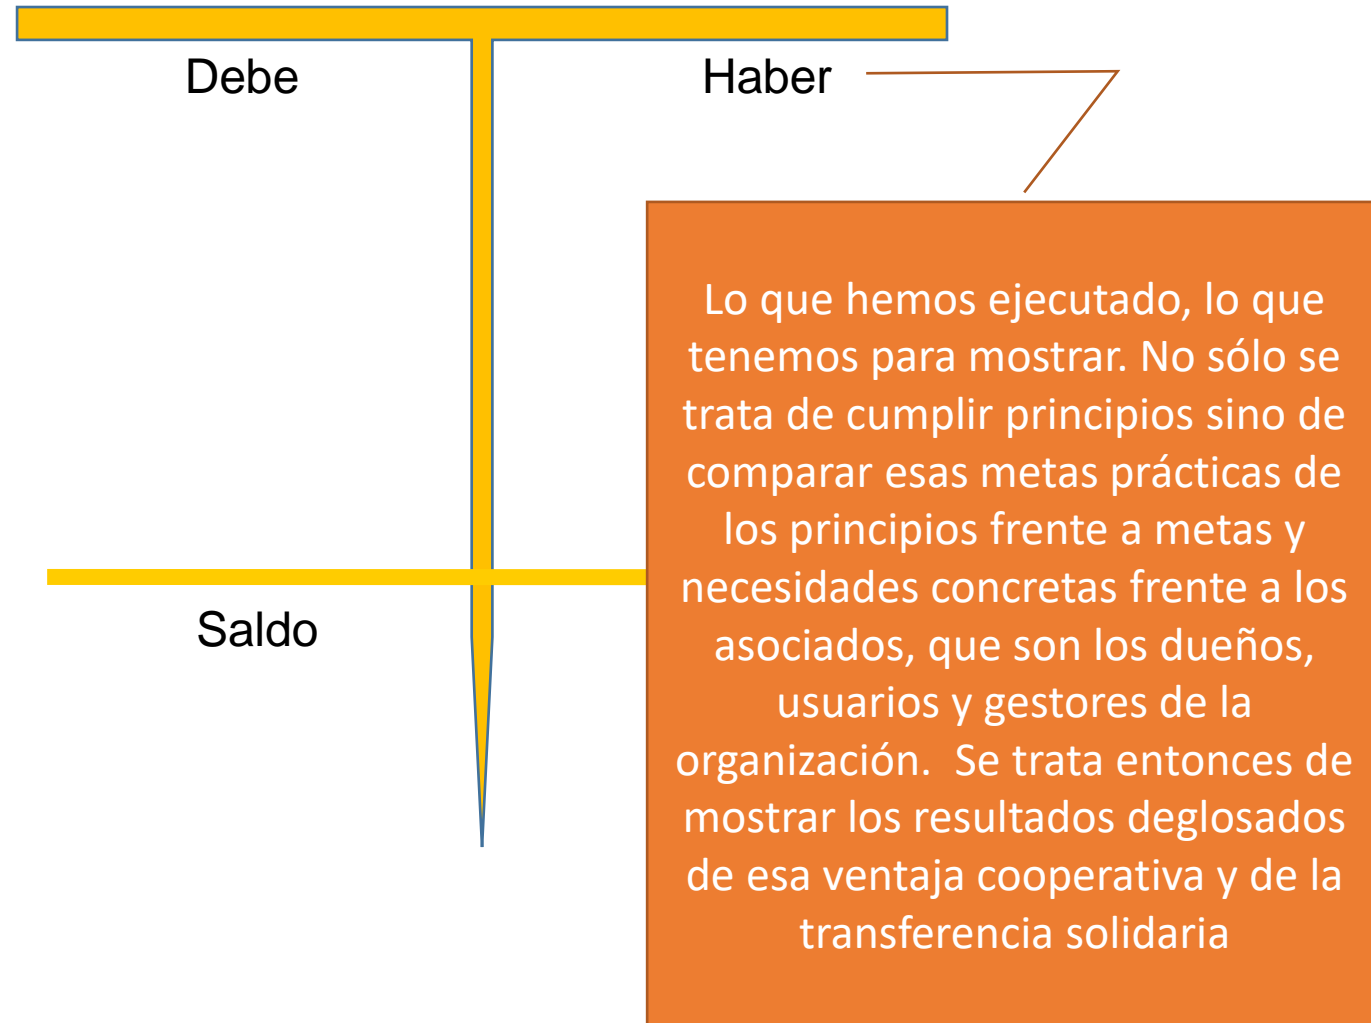 Debe
Haber
Lo que hemos ejecutado, lo que
tenemos para mostrar. No sólo se
trata de cumplir principios sino de
comparar esas metas prácticas de
los principios frente a metas y
necesidades concretas frente a los
asociados, que son los dueños,
usuarios y gestores de la
organización. Se trata entonces de
mostrar los resultados deglosados
de esa ventaja cooperativa y de la
transferencia solidaria
Saldo